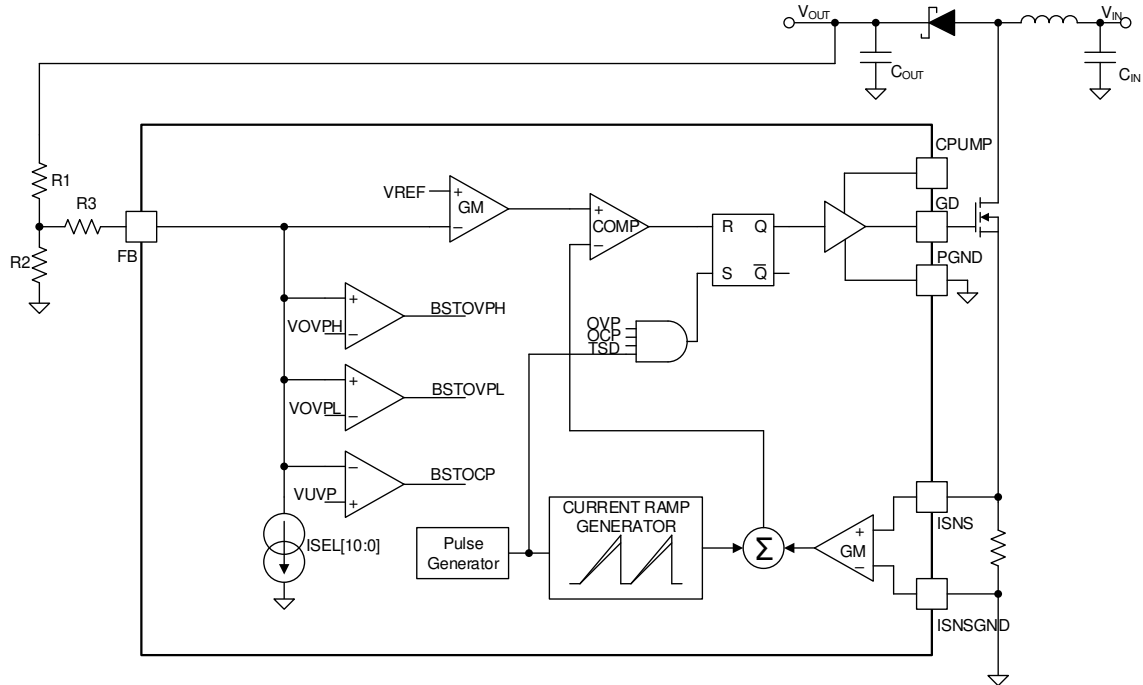 VOUT
VIN
COUT
CIN
CPUMP
R1
VREF
+
GM
−
+
COMP
−
R Q
S Q̅
GD
R3
R2
FB
PGND
+
BSTOVPH
VOVPH
−
OVP
OCP
TSD
+
BSTOVPL
VOVPL
−
−
BSTOCP
VUVP
+
ISNS
CURRENT RAMP
GENERATOR
ISEL[10:0]
Pulse
Generator
Σ
+
GM
−
ISNSGND